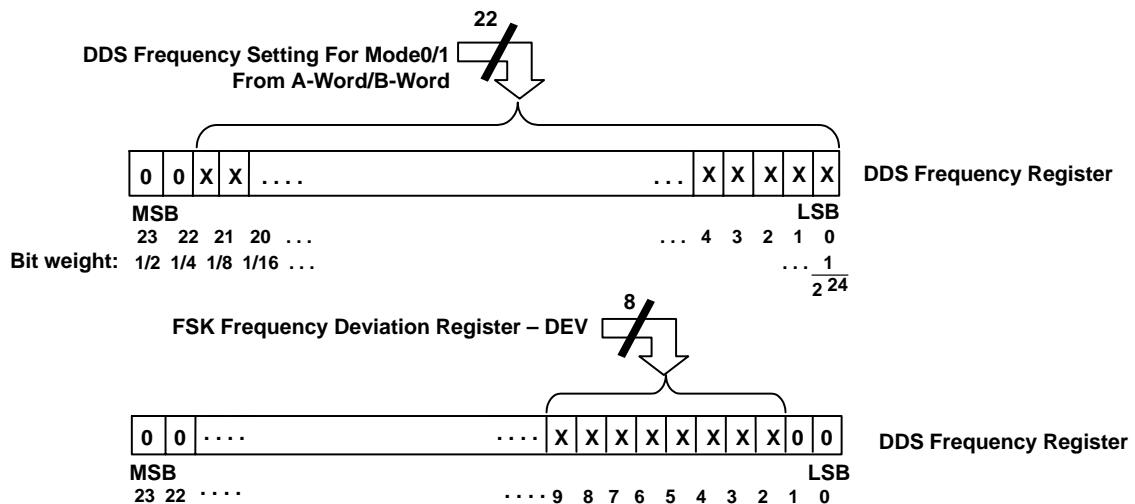 22
DDS Frequency Setting For Mode0/1
From A-Word/B-Word
0 0 X X .... ... X X X X X DDS Frequency Register
MSB LSB
23 22 21 20 ... ... 4 3 2 1 0
Bit weight: 1/2 1/4 1/8 1/16 ... ... 1
2 24
8
FSK Frequency Deviation Register – DEV
0 0 .... .... X X X X X X X X 0 0 DDS Frequency Register
MSB LSB
23 22 .... .... 9 8 7 6 5 4 3 2 1 0